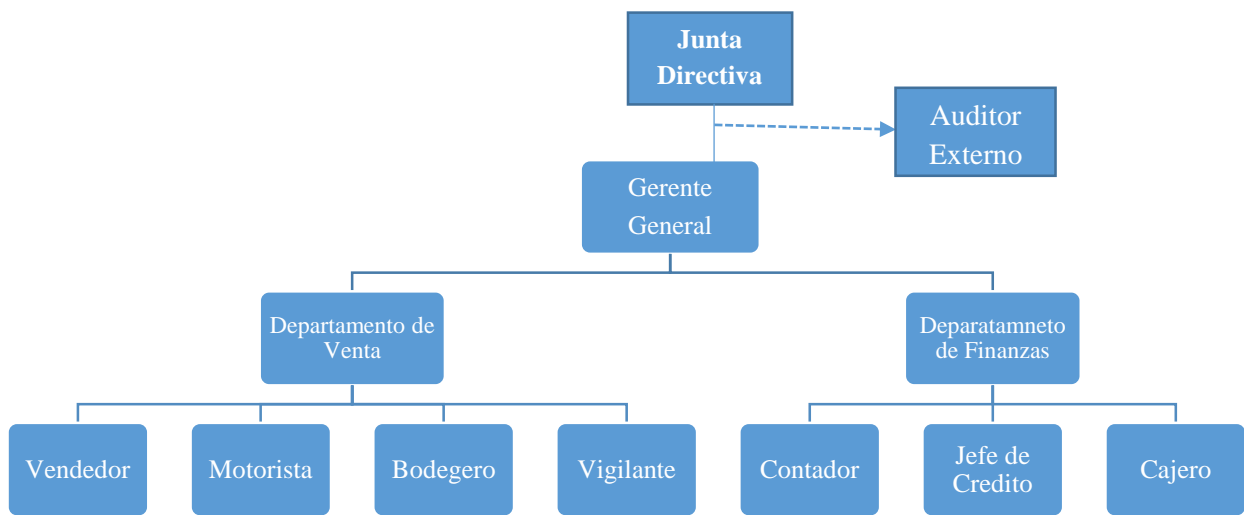 Junta
Directiva
Auditor
Externo
Gerente
General
Departamento de
Venta
Deparatamneto
de Finanzas
Vendedor
Motorista
Bodegero
Vigilante
Contador
Jefe de
Credito
Cajero